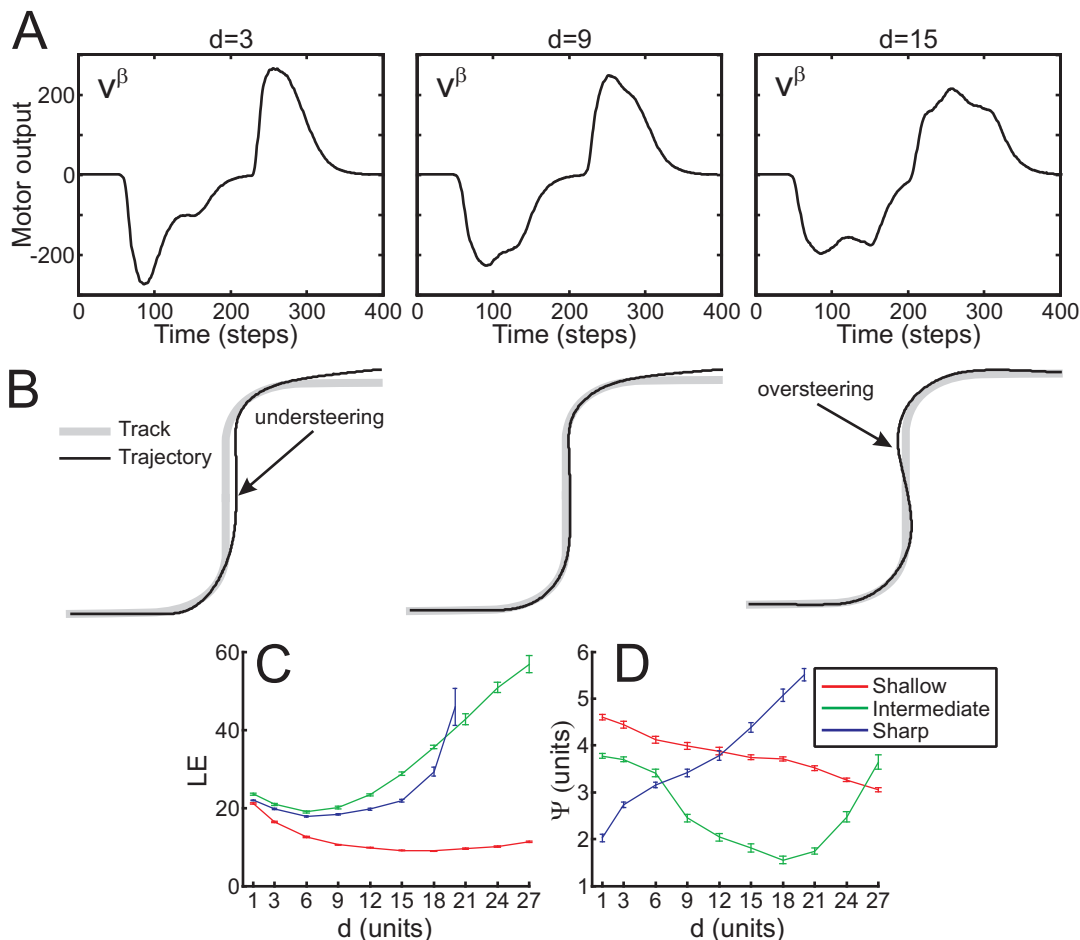 A
d=3
d=9
d=15
vβ
vβ
vβ
Motor output
200
0
-200
0
100
200
300
400
0
100
200
300
400
0
100
200
300
400
Time (steps)
Time (steps)
Time (steps)
B
Track
Trajectory
understeering
oversteering
C
LE
60
40
20
0
1 3 6 9 12 15 18 21 24 27
d (units)
D
Ψ (units)
6
5
4
3
2
1
1 3 6 9 12 15 18 21 24 27
d (units)
Shallow
Intermediate
Sharp